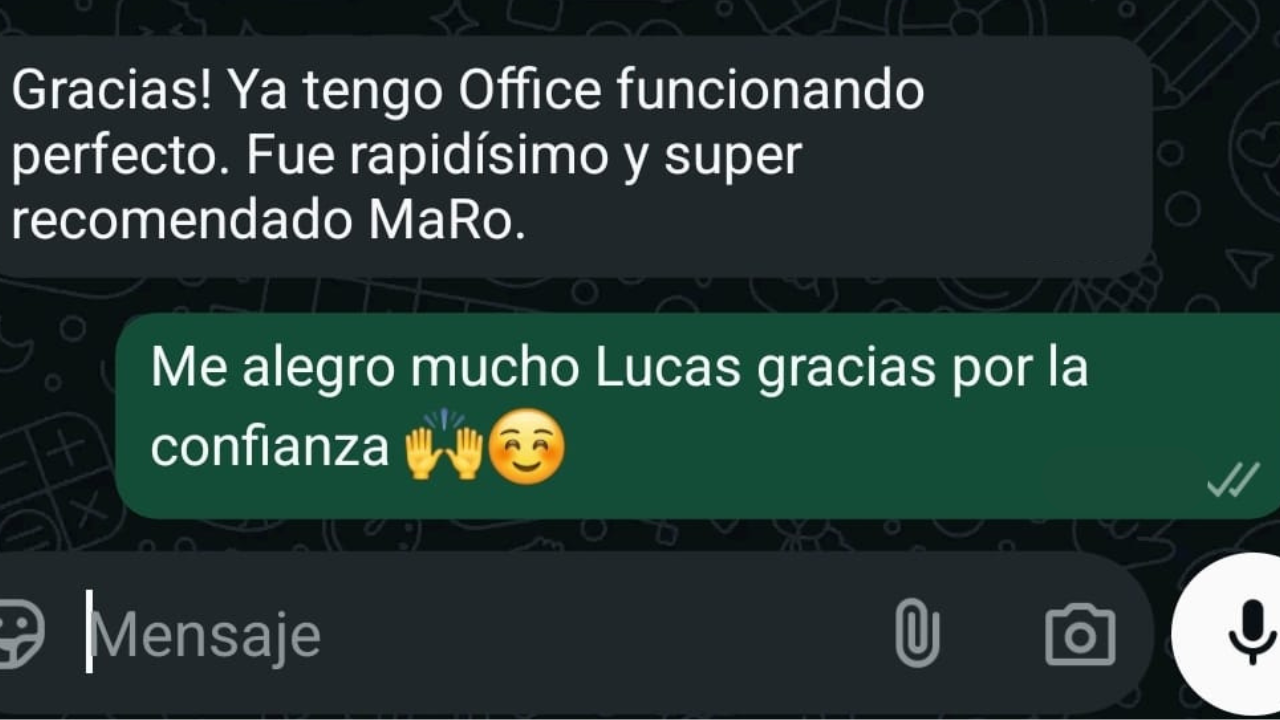 Gracias! Ya tengo Office funcionando
perfecto. Fue rapidísimo y super
recomendado MaRo.
Me alegro mucho Lucas gracias por la
confianza 🙌☺️
Mensaje